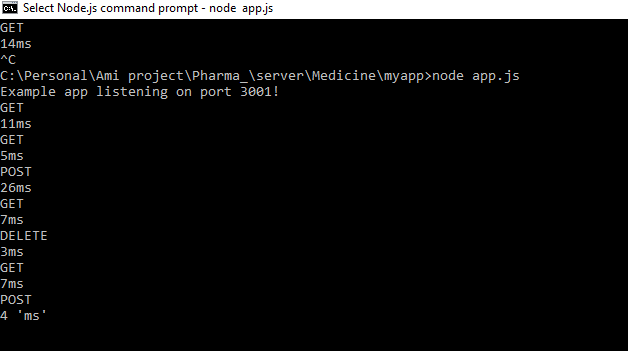 Select Node.js command prompt - node  app.js
GET
14ms
^C
C:\Personal\Ami project\Pharma_\server\Medicine\myapp>node app.js
Example app listening on port 3001!
GET
11ms
GET
5ms
POST
26ms
GET
7ms
DELETE
3ms
GET
7ms
POST
4 'ms'